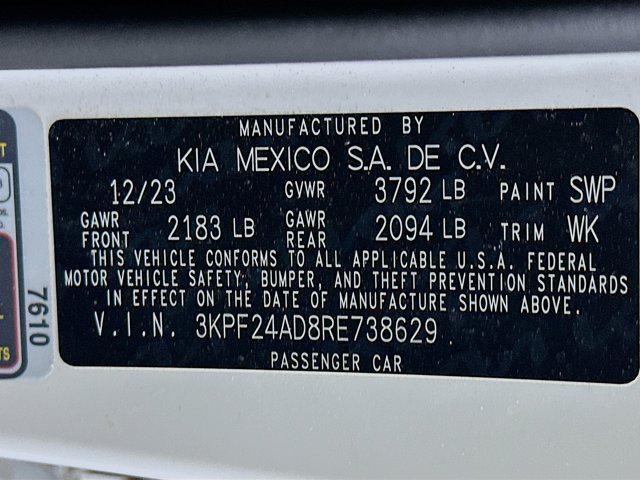 MANUFACTURED BY
KIA MEXICO S.A. DE C.V.
12/23 GVWR 3792 LB PAINT SWP
GAWR FRONT 2183 LB GAWR REAR 2094 LB TRIM WK
THIS VEHICLE CONFORMS TO ALL APPLICABLE U.S.A. FEDERAL
MOTOR VEHICLE SAFETY, BUMPER, AND THEFT PREVENTION STANDARDS
IN EFFECT ON THE DATE OF MANUFACTURE SHOWN ABOVE.
V.I.N. 3KPF24AD8RE738629
PASSENGER CAR
7610